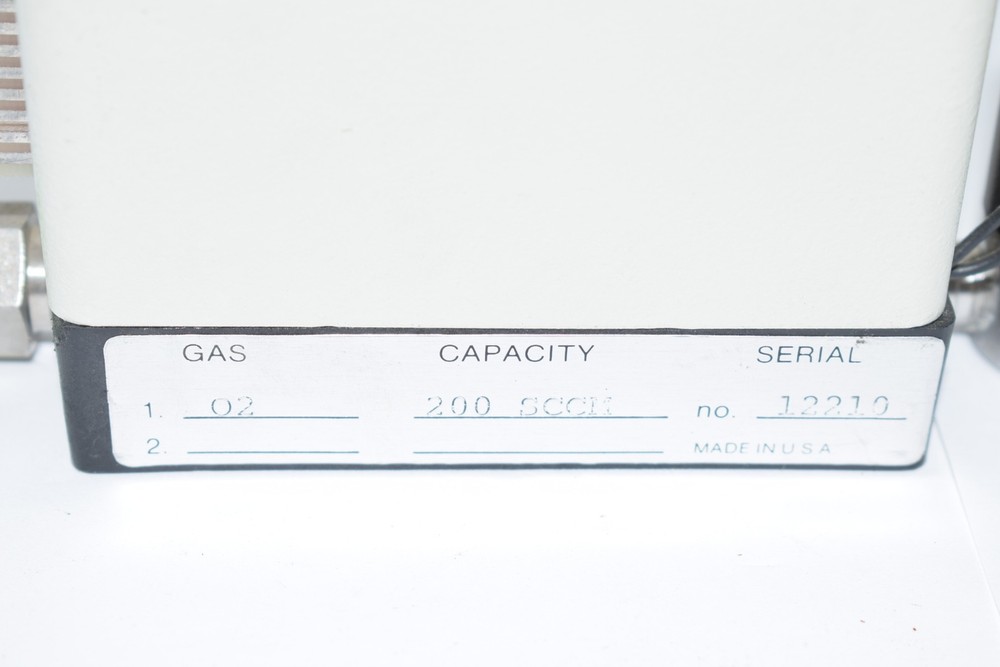 GAS CAPACITY SERIAL
1. O2 200 SCCM no. 12210
2. MADE IN U S A